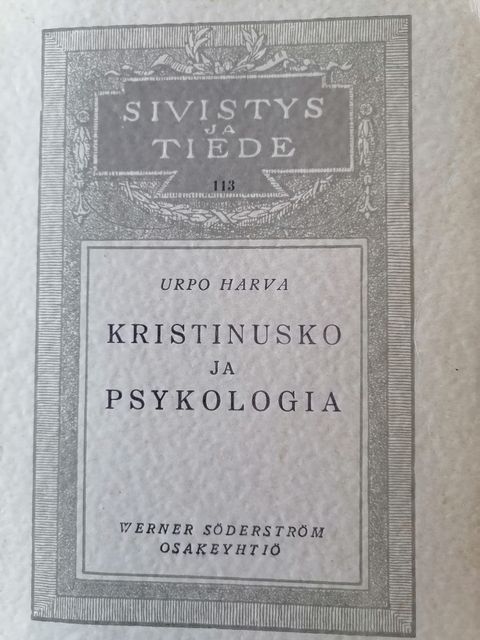 SIVISTYS
JA
TIEDE
113
URPO HARVA
KRISTINUSKO
JA
PSYKOLOGIA
WERNER SÖDERSTRÖM
OSAKEYHTIÖ